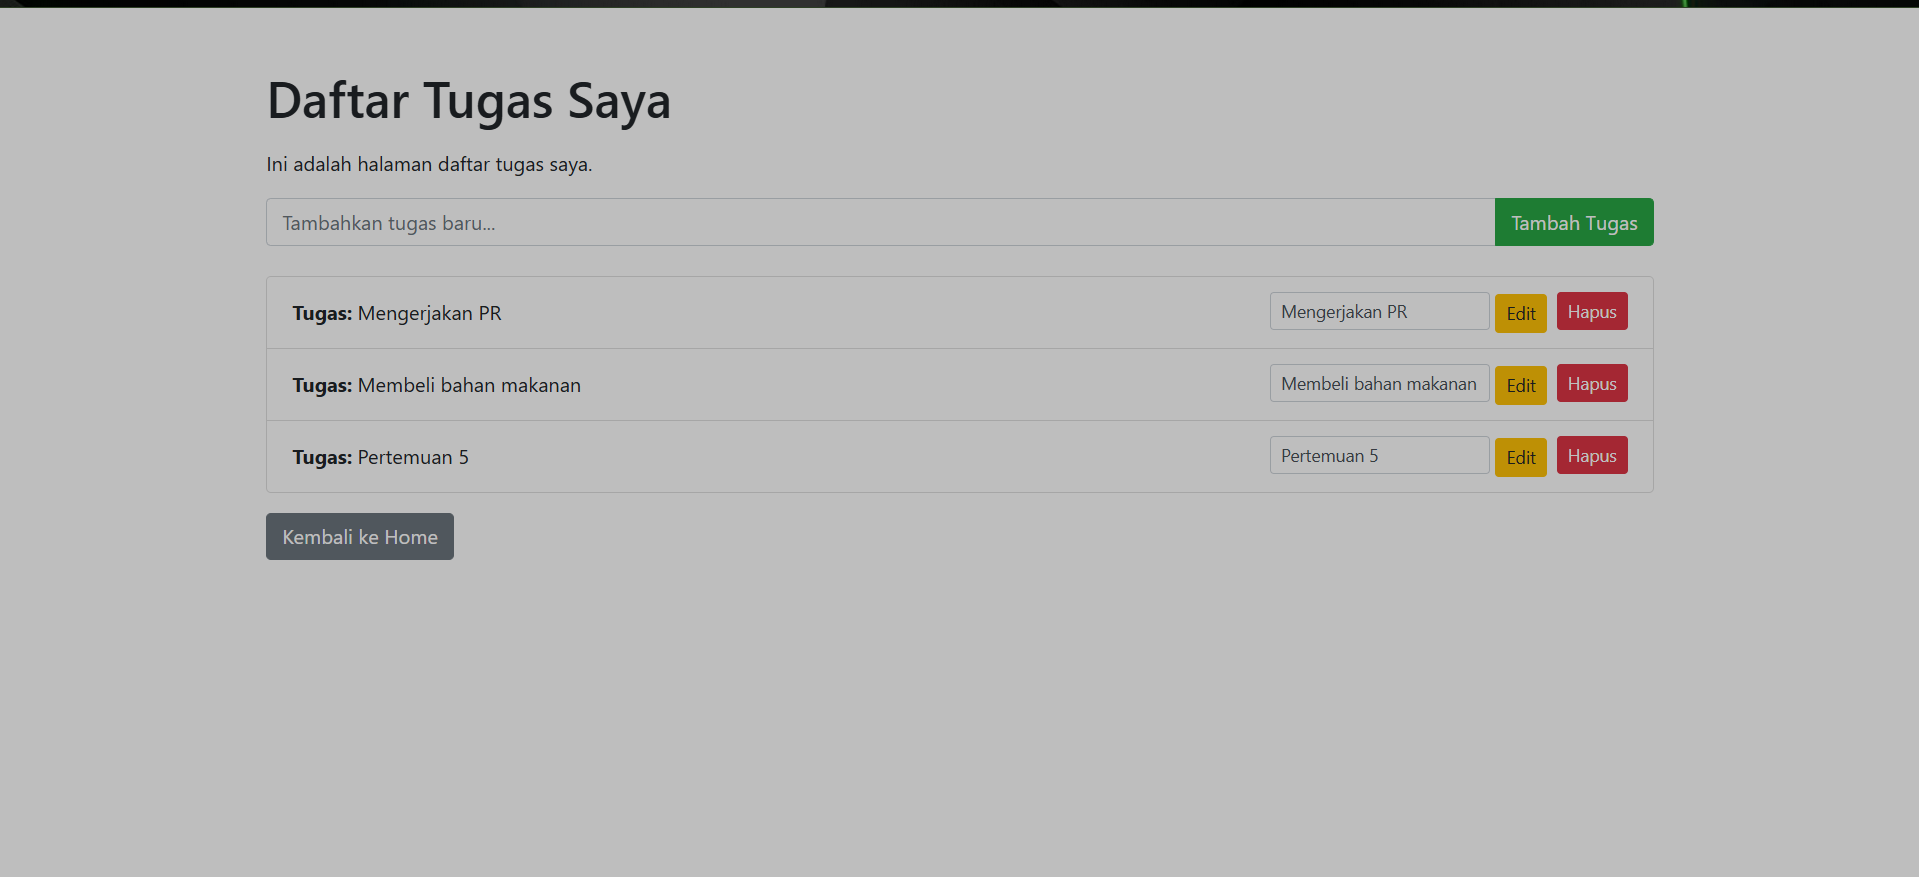 Daftar Tugas Saya
Ini adalah halaman daftar tugas saya.
Tambahkan tugas baru... Tambah Tugas
Tugas: Mengerjakan PR Mengerjakan PR Edit Hapus
Tugas: Membeli bahan makanan Membeli bahan makanan Edit Hapus
Tugas: Pertemuan 5 Pertemuan 5 Edit Hapus
Kembali ke Home